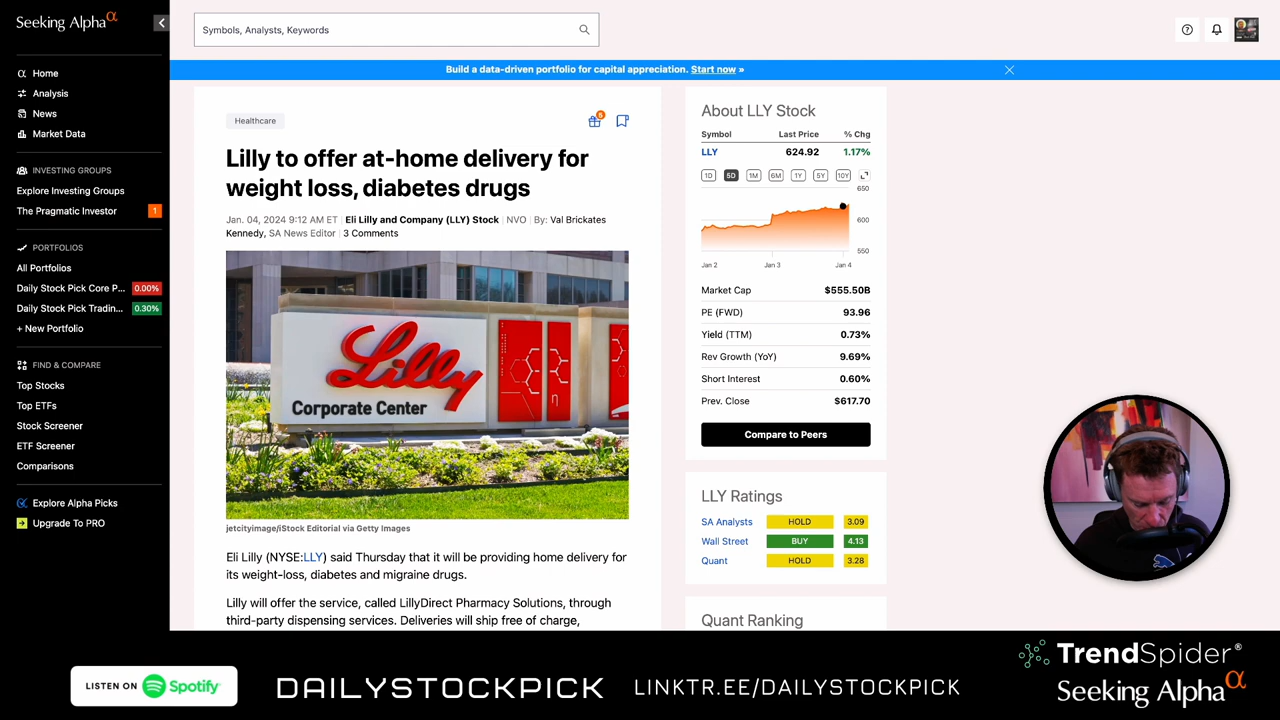 Seeking Alpha α
Symbols, Analysts, Keywords
Build a data-driven portfolio for capital appreciation. Start now »
Home
Analysis
News
Market Data
INVESTING GROUPS
Explore Investing Groups
The Pragmatic Investor 1
PORTFOLIOS
All Portfolios
Daily Stock Pick Core P... 0.00%
Daily Stock Pick Tradin... 0.30%
+ New Portfolio
FIND & COMPARE
Top Stocks
Top ETFs
Stock Screener
ETF Screener
Comparisons
Explore Alpha Picks
Upgrade To PRO
Healthcare
5
Lilly to offer at-home delivery for
weight loss, diabetes drugs
Jan. 04, 2024 9:12 AM ET | Eli Lilly and Company (LLY) Stock | NVO | By: Val Brickates
Kennedy, SA News Editor | 3 Comments
Lilly
Corporate Center
jetcityimage/iStock Editorial via Getty Images
Eli Lilly (NYSE:LLY) said Thursday that it will be providing home delivery for
its weight-loss, diabetes and migraine drugs.
Lilly will offer the service, called LillyDirect Pharmacy Solutions, through
third-party dispensing services. Deliveries will ship free of charge,
About LLY Stock
Symbol Last Price % Chg
LLY 624.92 1.17%
1D 5D 1M 6M 1Y 5Y 10Y
650
600
550
Jan 2 Jan 3 Jan 4
Market Cap $555.50B
PE (FWD) 93.96
Yield (TTM) 0.73%
Rev Growth (YoY) 9.69%
Short Interest 0.60%
Prev. Close $617.70
Compare to Peers
LLY Ratings
SA Analysts HOLD 3.09
Wall Street BUY 4.13
Quant HOLD 3.28
Quant Ranking
LISTEN ON Spotify
DAILYSTOCKPICK
LINKTR.EE/DAILYSTOCKPICK
TrendSpider®
Seeking Alpha α